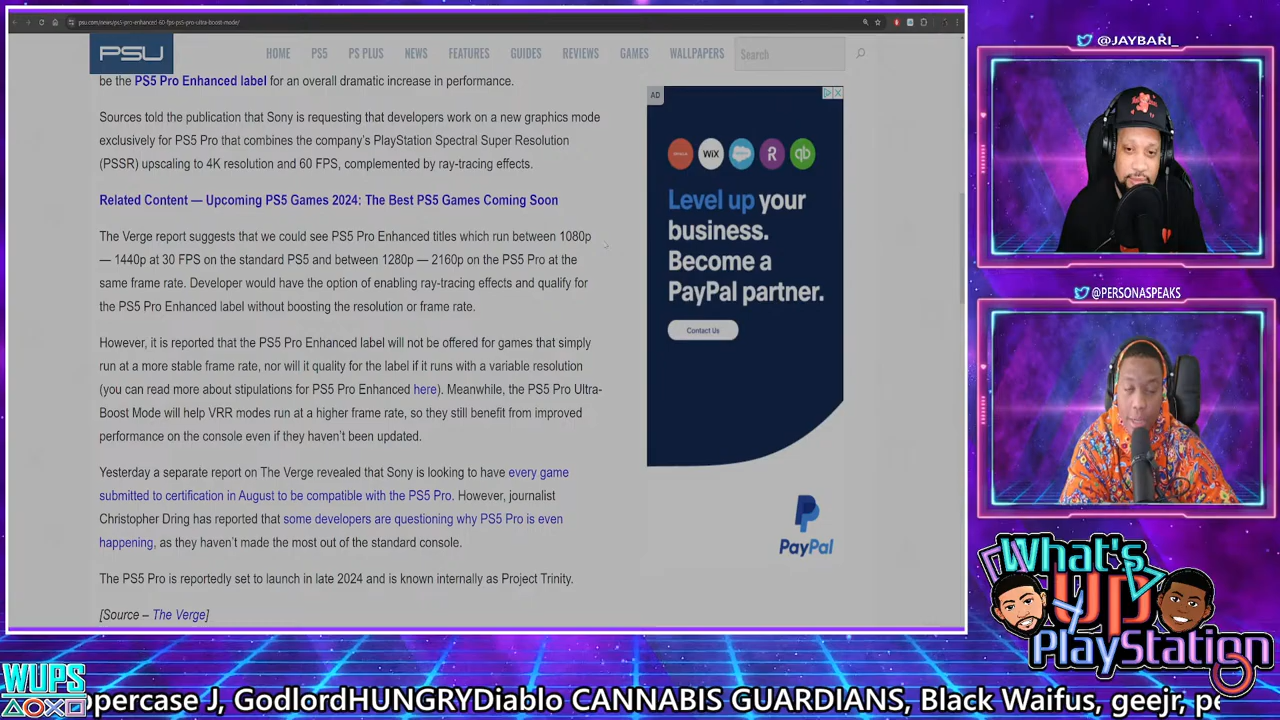 psu.com/news/ps5-pro-enhanced-60-fps-ps5-pro-ultra-boost-mode/
PSU
HOME PS5 PS PLUS NEWS FEATURES GUIDES REVIEWS GAMES WALLPAPERS Search
be the PS5 Pro Enhanced label for an overall dramatic increase in performance.
Sources told the publication that Sony is requesting that developers work on a new graphics mode
exclusively for PS5 Pro that combines the company's PlayStation Spectral Super Resolution
(PSSR) upscaling to 4K resolution and 60 FPS, complemented by ray-tracing effects.
Related Content — Upcoming PS5 Games 2024: The Best PS5 Games Coming Soon
The Verge report suggests that we could see PS5 Pro Enhanced titles which run between 1080p
— 1440p at 30 FPS on the standard PS5 run between 1280p — 2160p on the PS5 Pro at the
same frame rate. Developer would have the option of enabling ray-tracing effects and qualify for
the PS5 Pro Enhanced label without boosting the resolution or frame rate.
However, it is reported that the PS5 Pro Enhanced label will not be offered for games that simply
run at a more stable frame rate, nor will it quality for the label if it runs with a variable resolution
(you can read more about stipulations for PS5 Pro Enhanced here). Meanwhile, the PS5 Pro Ultra-
Boost Mode will help VRR modes run at a higher frame rate, so they still benefit from improved
performance on the console even if they haven't been updated.
Yesterday a separate report on The Verge revealed that Sony is looking to have every game
submitted to certification in August to be compatible with the PS5 Pro. However, journalist
Christopher Dring has reported that some developers are questioning why PS5 Pro is even
happening, as they haven't made the most out of the standard console.
The PS5 Pro is reportedly set to launch in late 2024 and is known internally as Project Trinity.
[Source – The Verge]
AD
WiX
R
qb
Level up your
business.
Become a
PayPal partner.
Contact Us
PayPal
@JAYBARI_
@PERSONASPEAKS
What's
UP
PlayStation
WUPS
ppercase J, GodlordHUNGRYDiablo CANNABIS GUARDIANS, Black Waifus, geejr, pe